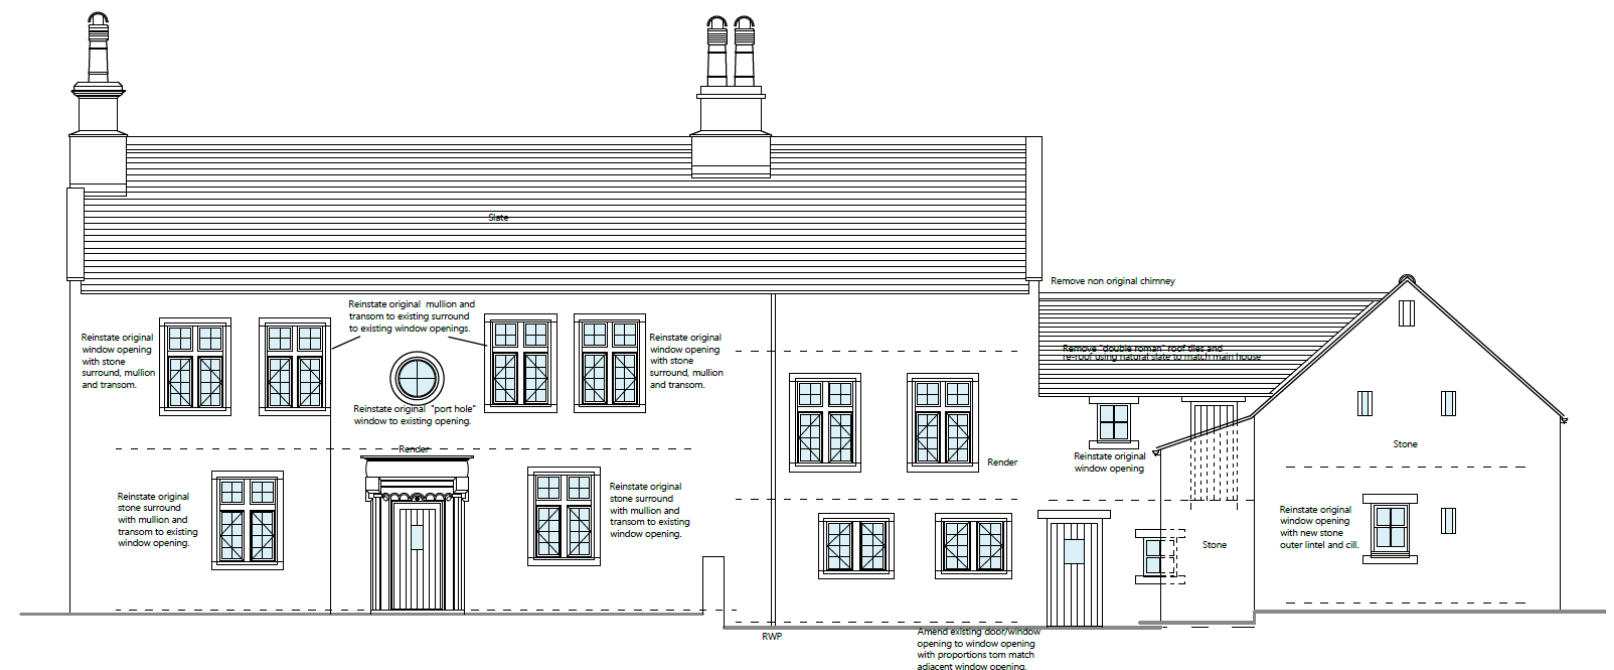 Slate
Remove non original chimney
Reinstate original mullion and
transom to existing surround
to existing window openings.
Reinstate original
window opening
with stone
surround, mullion
and transom.
Reinstate original
window opening
with stone
surround, mullion
and transom.
Remove "double roman" roof tiles and
re-roof using natural slate to match main house
Reinstate original "port hole"
window to existing opening.
Render
Render
Reinstate original
window opening
Stone
Reinstate original
stone surround
with mullion and
transom to existing
window opening.
Reinstate original
stone surround
with mullion and
transom to existing
window opening.
Stone
Reinstate original
window opening
with new stone
outer lintel and cill.
RWP
Amend existing door/window
opening to window opening
with proportions tom match
adjacent window opening.